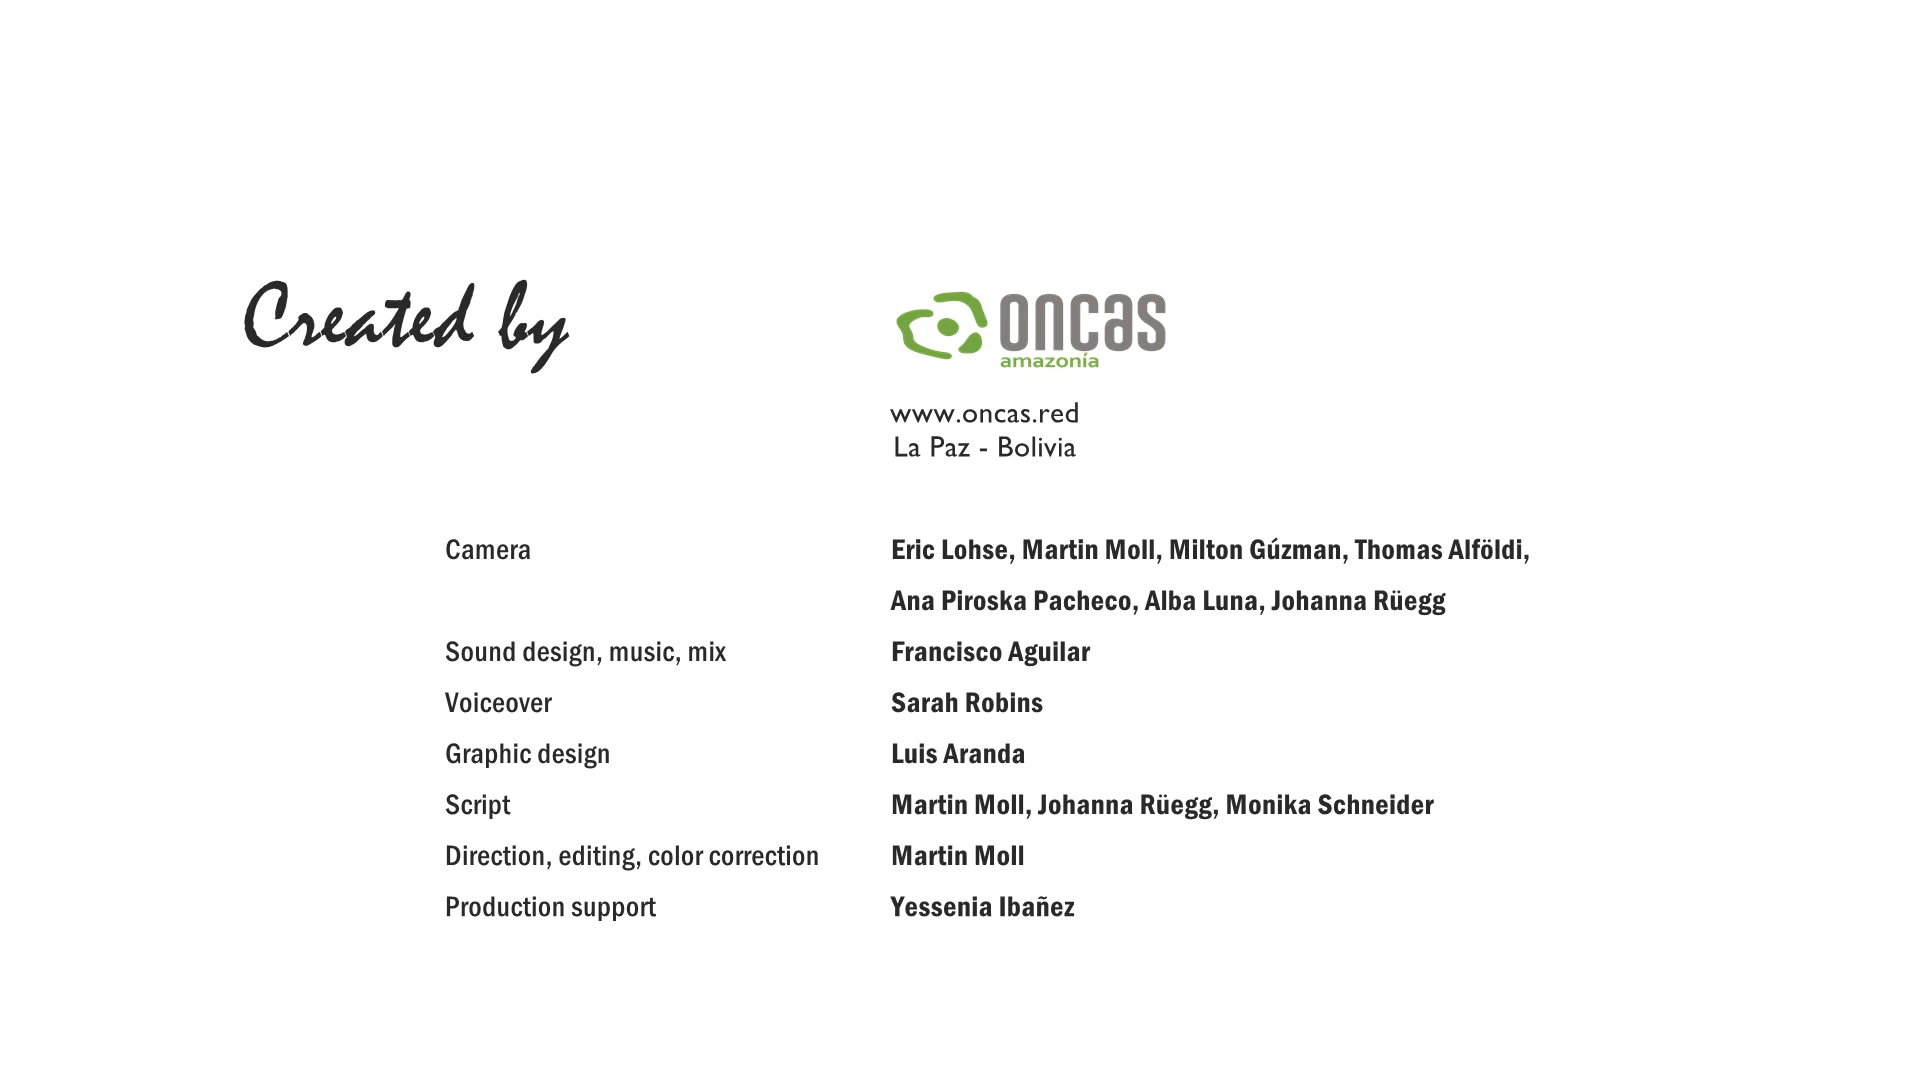 Created by
oncas
amazonía
www.oncas.red
La Paz - Bolivia
Camera
Eric Lohse, Martin Moll, Milton Gúzman, Thomas Alföldi,
Ana Piroska Pacheco, Alba Luna, Johanna Rüegg
Sound design, music, mix
Francisco Aguilar
Voiceover
Sarah Robins
Graphic design
Luis Aranda
Script
Martin Moll, Johanna Rüegg, Monika Schneider
Direction, editing, color correction
Martin Moll
Production support
Yessenia Ibañez